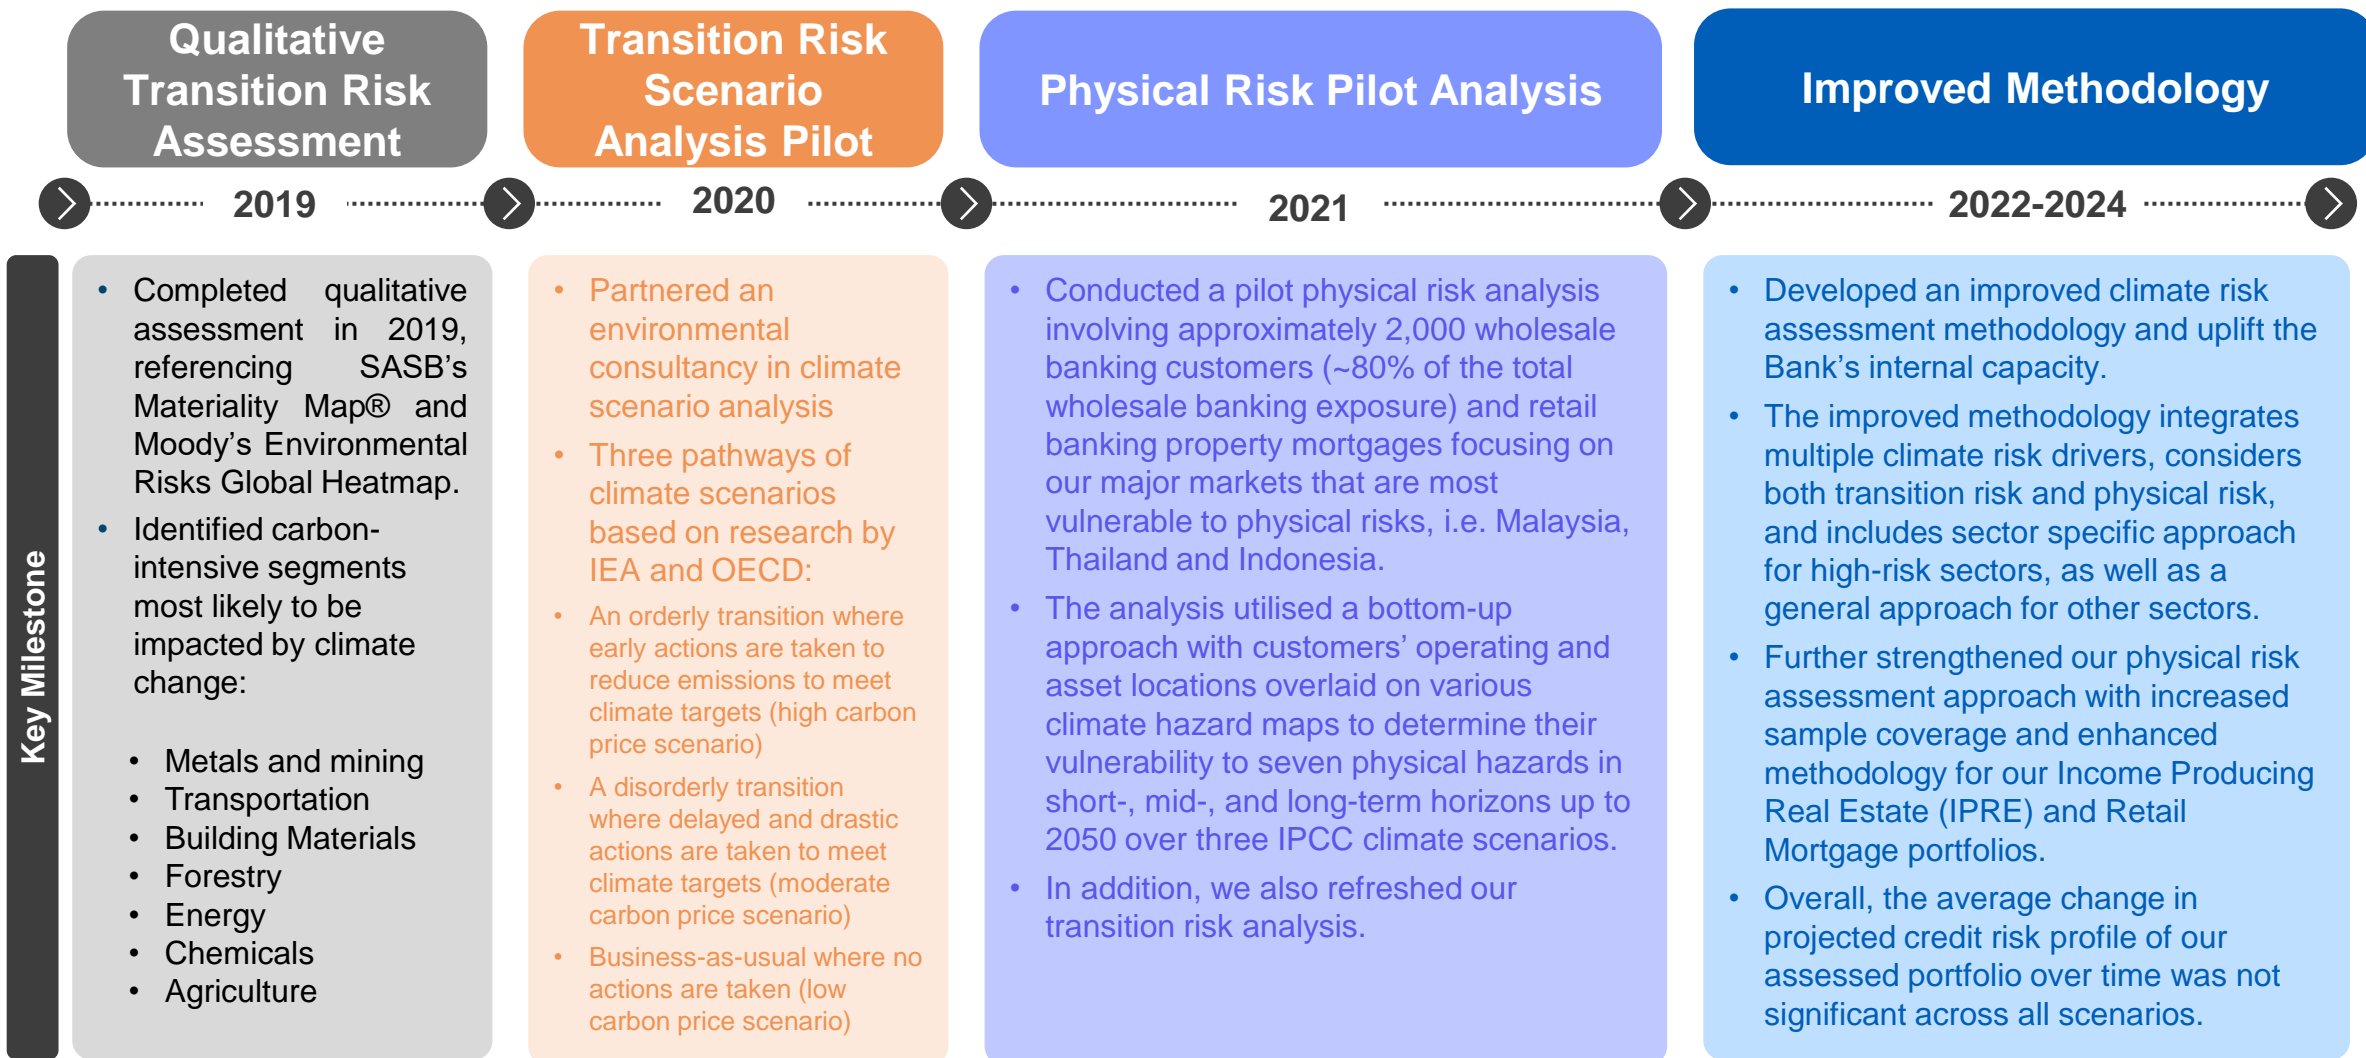 Qualitative
Transition Risk
Assessment
Transition Risk
Scenario
Analysis Pilot
Physical Risk Pilot Analysis
Improved Methodology
2019
2020
2021
2022-2024
Key Milestone
• Completed qualitative
assessment in 2019,
referencing SASB’s
Materiality Map® and
Moody’s Environmental
Risks Global Heatmap.
• Identified carbon-
intensive segments
most likely to be
impacted by climate
change:
• Metals and mining
• Transportation
• Building Materials
• Forestry
• Energy
• Chemicals
• Agriculture
• Partnered an
environmental
consultancy in climate
scenario analysis
• Three pathways of
climate scenarios
based on research by
IEA and OECD:
• An orderly transition where
early actions are taken to
reduce emissions to meet
climate targets (high carbon
price scenario)
• A disorderly transition
where delayed and drastic
actions are taken to meet
climate targets (moderate
carbon price scenario)
• Business-as-usual where no
actions are taken (low
carbon price scenario)
• Conducted a pilot physical risk analysis
involving approximately 2,000 wholesale
banking customers (~80% of the total
wholesale banking exposure) and retail
banking property mortgages focusing on
our major markets that are most
vulnerable to physical risks, i.e. Malaysia,
Thailand and Indonesia.
• The analysis utilised a bottom-up
approach with customers’ operating and
asset locations overlaid on various
climate hazard maps to determine their
vulnerability to seven physical hazards in
short-, mid-, and long-term horizons up to
2050 over three IPCC climate scenarios.
• In addition, we also refreshed our
transition risk analysis.
• Developed an improved climate risk
assessment methodology and uplift the
Bank’s internal capacity.
• The improved methodology integrates
multiple climate risk drivers, considers
both transition risk and physical risk,
and includes sector specific approach
for high-risk sectors, as well as a
general approach for other sectors.
• Further strengthened our physical risk
assessment approach with increased
sample coverage and enhanced
methodology for our Income Producing
Real Estate (IPRE) and Retail
Mortgage portfolios.
• Overall, the average change in
projected credit risk profile of our
assessed portfolio over time was not
significant across all scenarios.